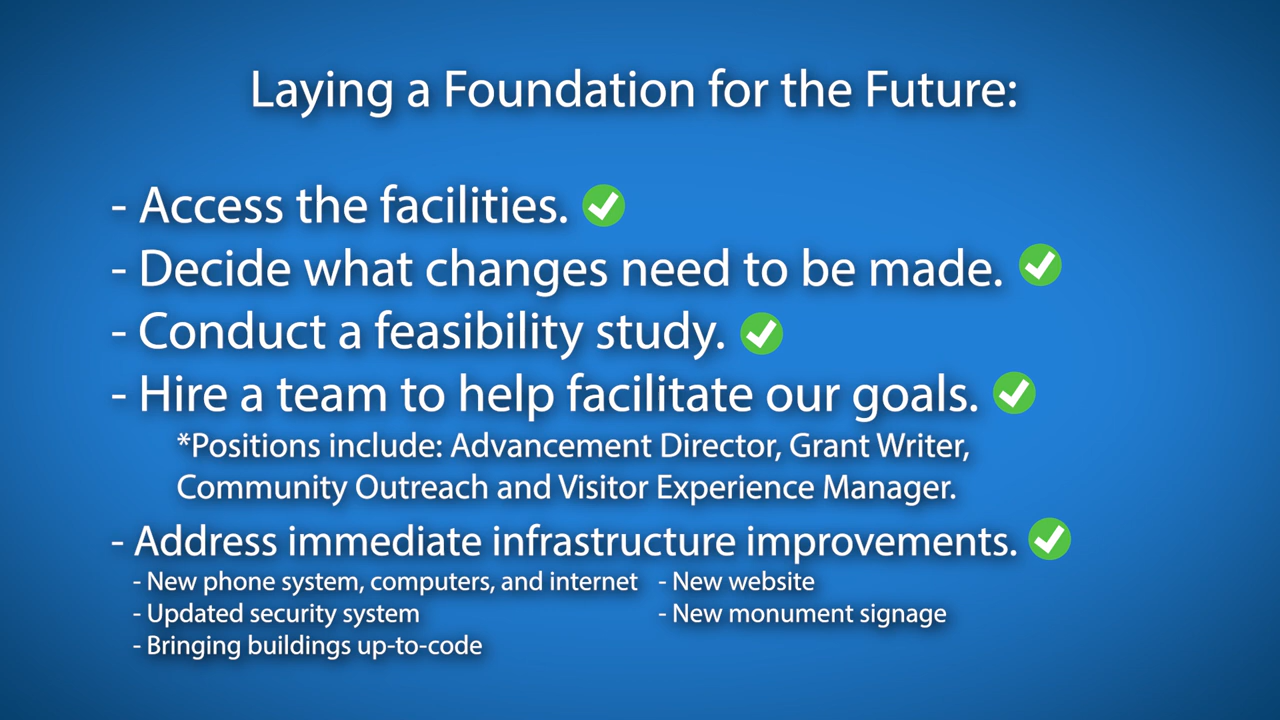 Laying a Foundation for the Future:
- Access the facilities.
- Decide what changes need to be made.
- Conduct a feasibility study.
- Hire a team to help facilitate our goals.
*Positions include: Advancement Director, Grant Writer,
Community Outreach and Visitor Experience Manager.
- Address immediate infrastructure improvements.
- New phone system, computers, and internet
- Updated security system
- Bringing buildings up-to-code
- New website
- New monument signage